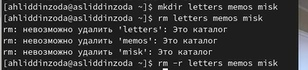 [ahliddinzoda@asliddinzoda ~]$ mkdir letters memos misk
[ahliddinzoda@asliddinzoda ~]$ rm letters memos misk
rm: невозможно удалить 'letters': Это каталог
rm: невозможно удалить 'memos': Это каталог
rm: невозможно удалить 'misk': Это каталог
[ahliddinzoda@asliddinzoda ~]$ rm -r letters memos misk